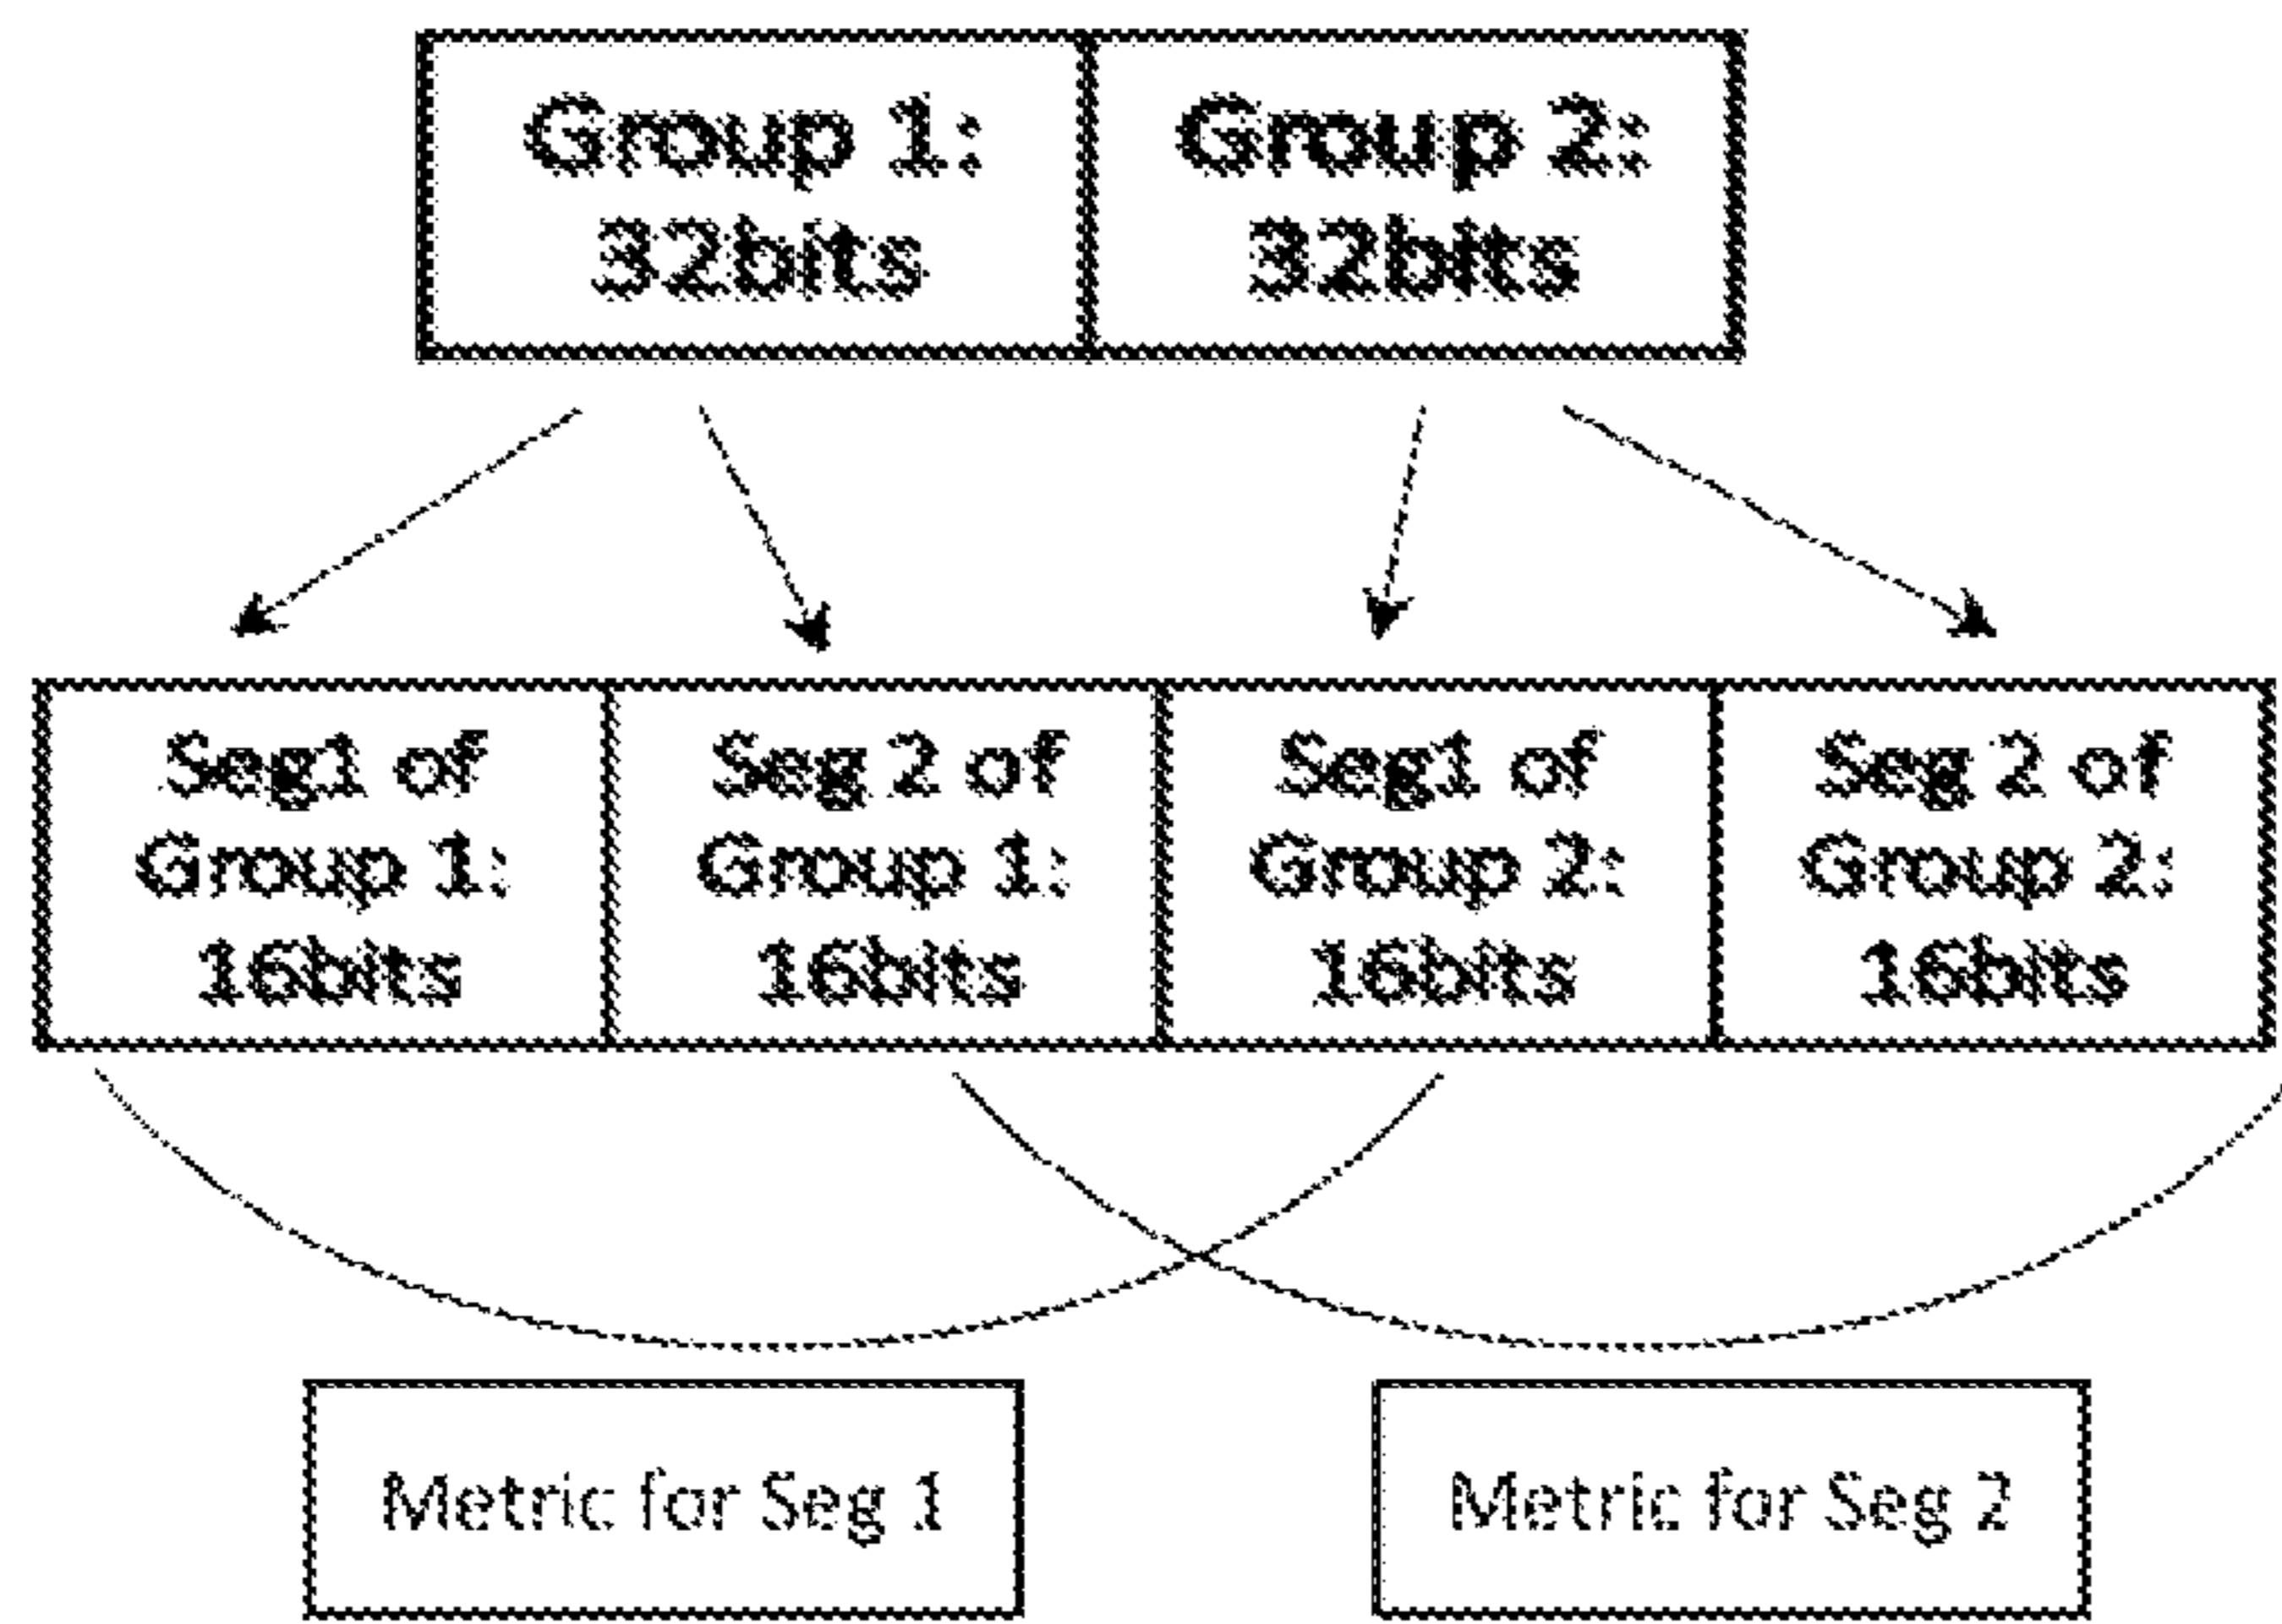 Group 1:
32bits
Group 2:
32bits
Seg1 of
Group 1:
16bits
Seg 2 of
Group 1:
16bits
Seg1 of
Group 2:
16bits
Seg 2 of
Group 2:
16bits
Metric for Seg 1
Metric for Seg 2